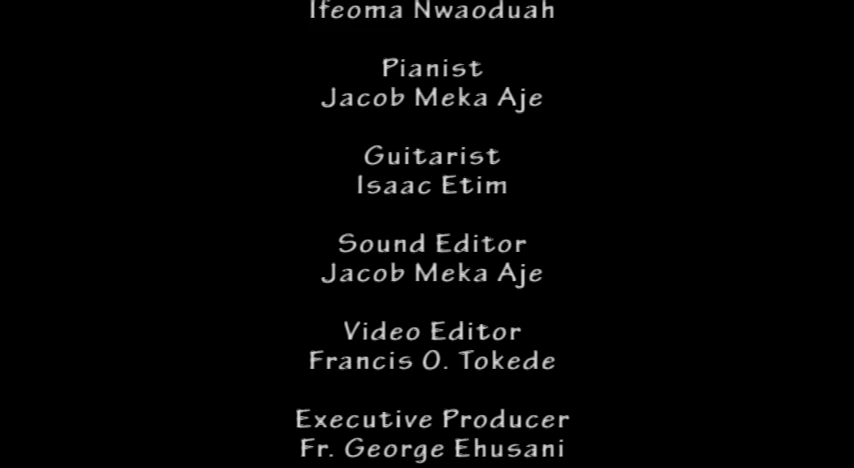 Ifeoma Nwaoduah
Pianist
Jacob Meka Aje
Guitarist
Isaac Etim
Sound Editor
Jacob Meka Aje
Video Editor
Francis O. Tokede
Executive Producer
Fr. George Ehusani